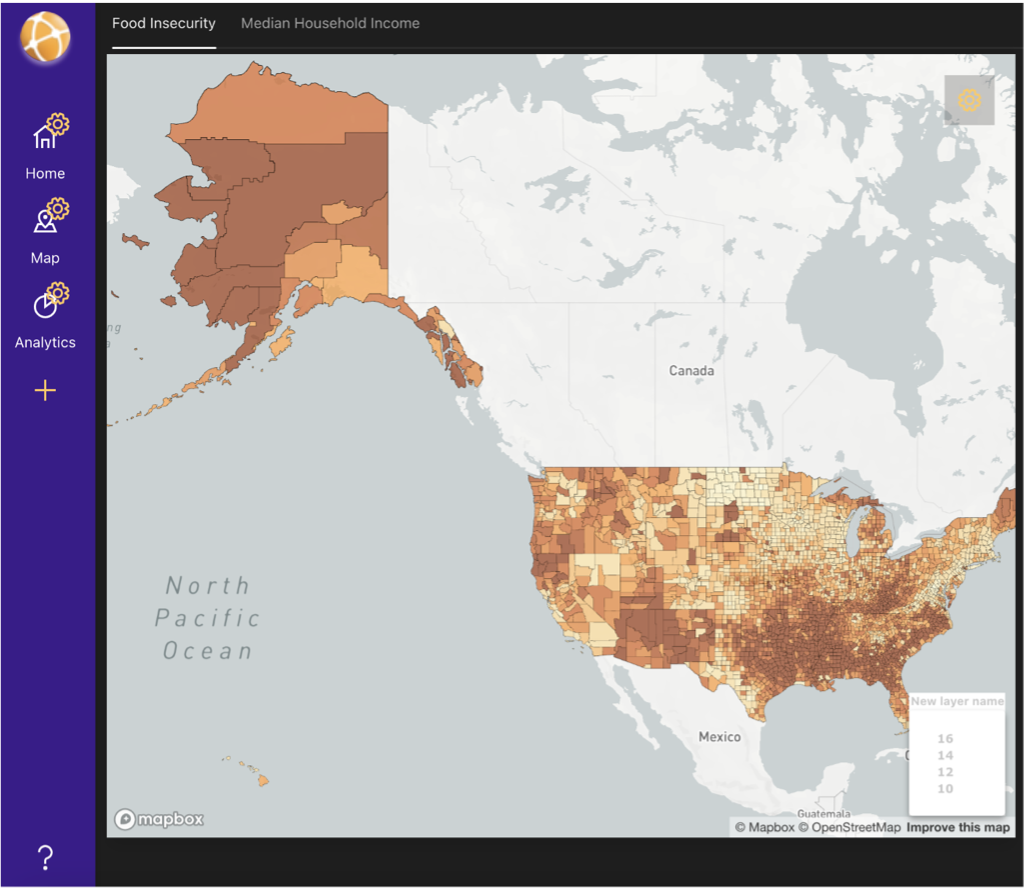 Food Insecurity
Median Household Income
Home
Map
Analytics
?
ng
Canada
North
Pacific
Ocean
Mexico
Guatemala
New layer name
16
14
12
10
mapbox
© Mapbox © OpenStreetMap Improve this map